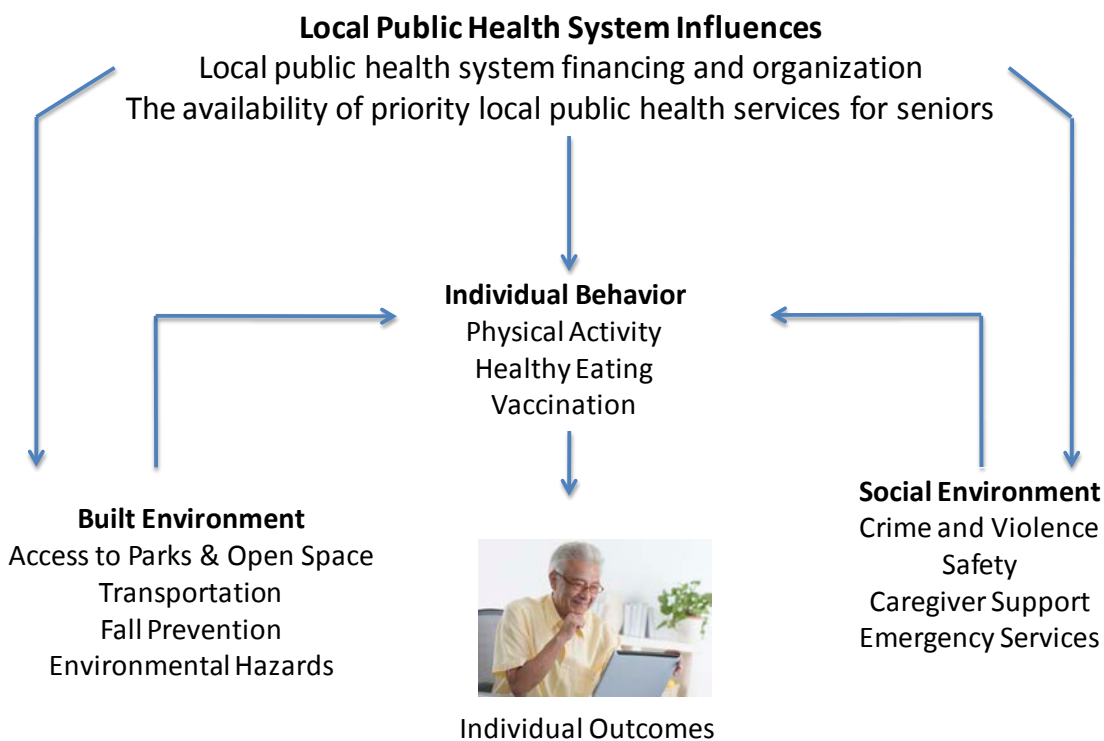 Local Public Health System Influences
Local public health system financing and organization
The availability of priority local public health services for seniors
Individual Behavior
Physical Activity
Healthy Eating
Vaccination
Built Environment
Access to Parks & Open Space
Transportation
Fall Prevention
Environmental Hazards
Social Environment
Crime and Violence
Safety
Caregiver Support
Emergency Services
Individual Outcomes